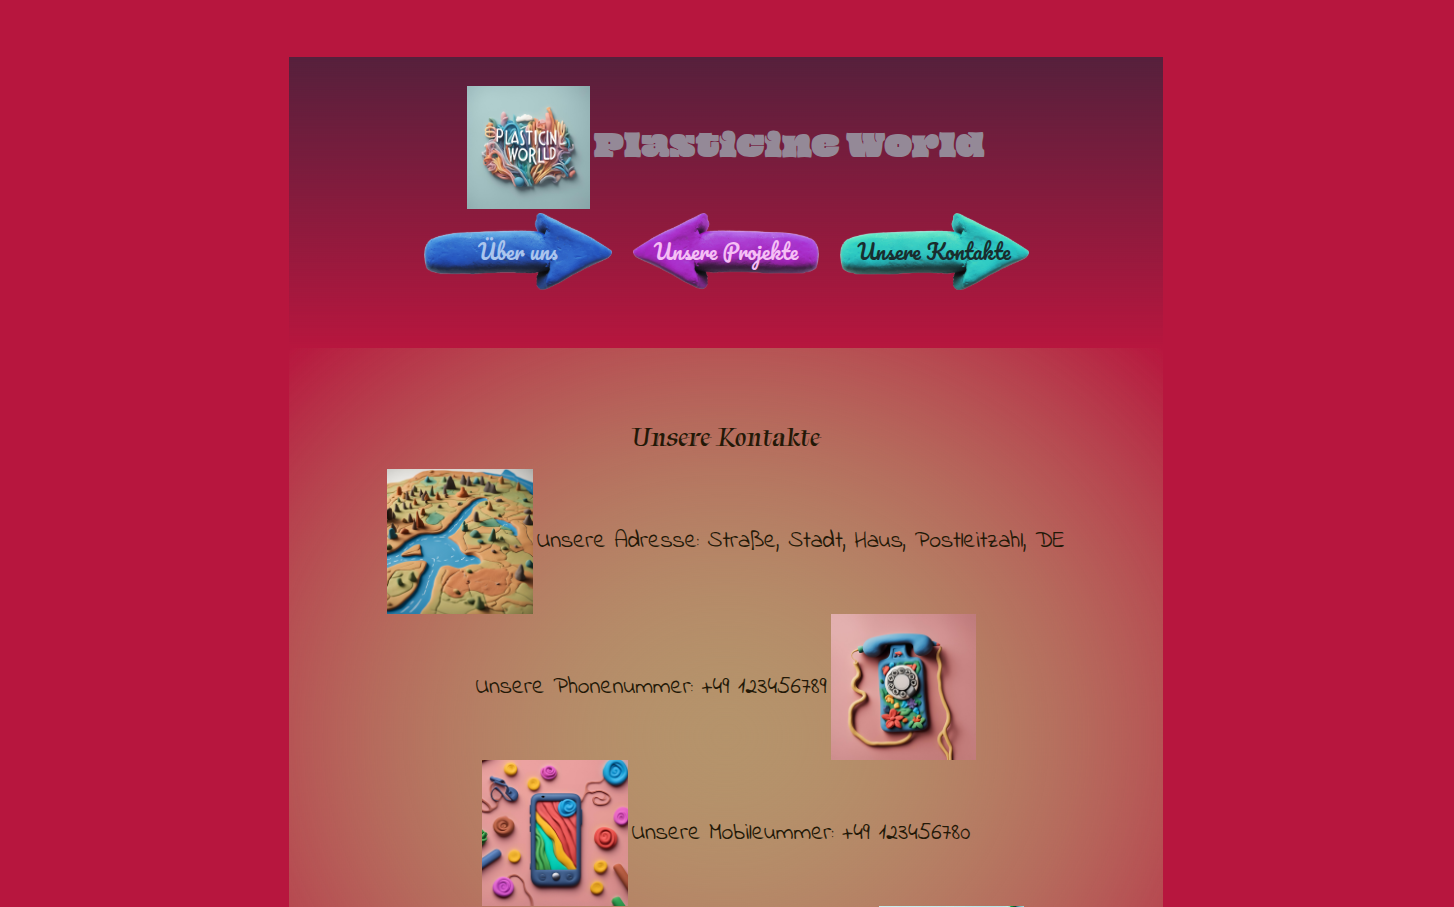 PLASTICINE
WORLLD
Plasticine World
Über uns
Unsere Projekte
Unsere Kontakte
Unsere Kontakte
Unsere Adresse: Straße, Stadt, Haus, Postleitzahl, DE
Unsere Phonenummer: +49 123456789
Unsere Mobileummer: +49 123456780